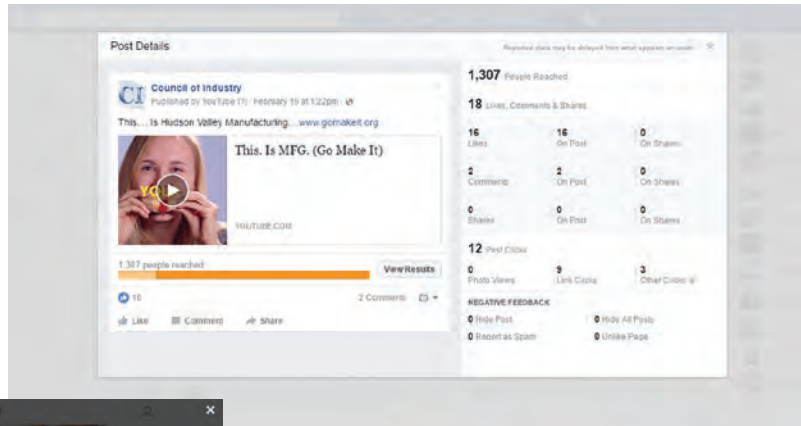 Post Details
Reported stats may be delayed from what appears on posts
1,307 People Reached
18 Likes, Comments & Shares
16 Likes
16 On Post
0 On Shares
2 Comments
2 On Post
0 On Shares
0 Shares
0 On Post
0 On Shares
12 Post Clicks
0 Photo Views
9 Link Clicks
3 Other Clicks
NEGATIVE FEEDBACK
0 Hide Post
0 Hide All Posts
0 Report as Spam
0 Unlike Page
CI
Council of Industry
Published by YouTube · February 15 at 1:22pm
This.... Is Hudson Valley Manufacturing.... www.gomakeit.org
YOU
This. Is MFG. (Go Make It)
YOUTUBE.COM
1,307 people reached
View Results
16
2 Comments
Like Comment Share